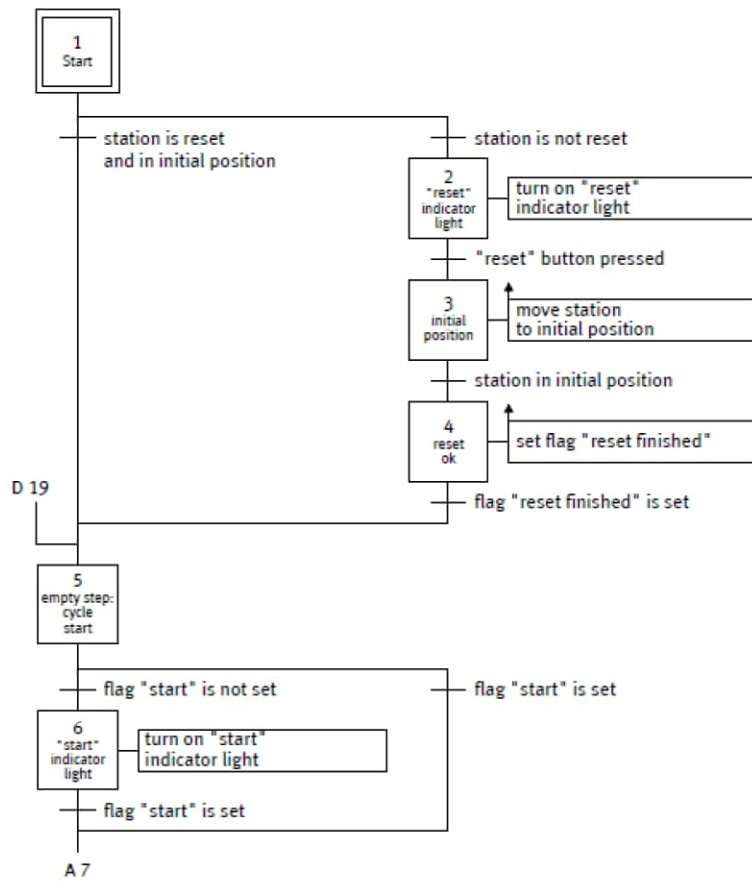 1
Start
station is reset
and in initial position
station is not reset
2
"reset"
indicator
light
turn on "reset"
indicator light
"reset" button pressed
3
initial
position
move station
to initial position
station in initial position
4
reset
ok
set flag "reset finished"
flag "reset finished" is set
D 19
5
empty step:
cycle
start
flag "start" is not set
flag "start" is set
6
"start"
indicator
light
turn on "start"
indicator light
flag "start" is set
A 7